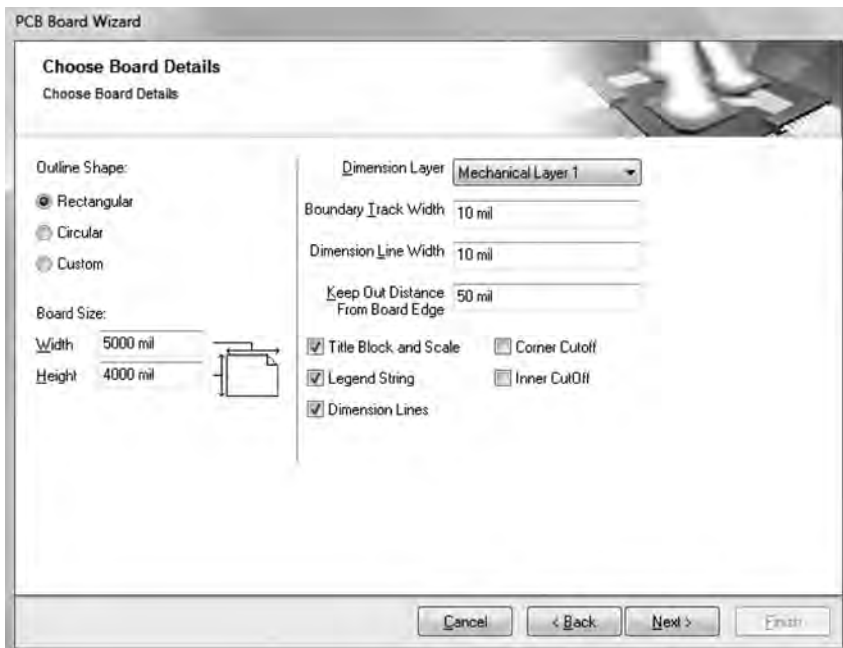 PCB Board Wizard
Choose Board Details
Choose Board Details
Outline Shape:
Rectangular
Circular
Custom
Board Size:
Width 5000 mil
Height 4000 mil
Dimension Layer Mechanical Layer 1
Boundary Track Width 10 mil
Dimension Line Width 10 mil
Keep Out Distance
From Board Edge 50 mil
Title Block and Scale Corner Cutoff
Legend String Inner CutOff
Dimension Lines
Cancel < Back Next > Finish